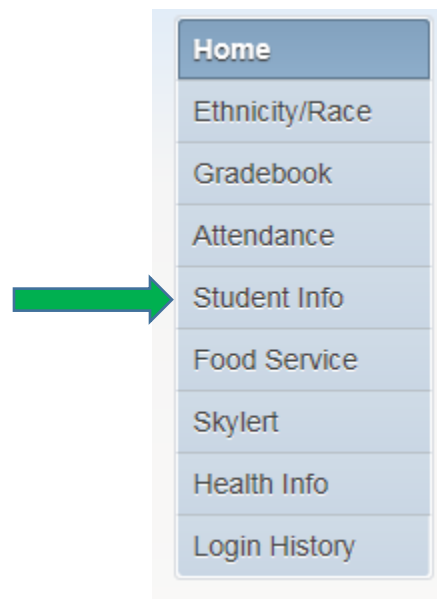 Home
Ethnicity/Race
Gradebook
Attendance
Student Info
Food Service
Skylert
Health Info
Login History